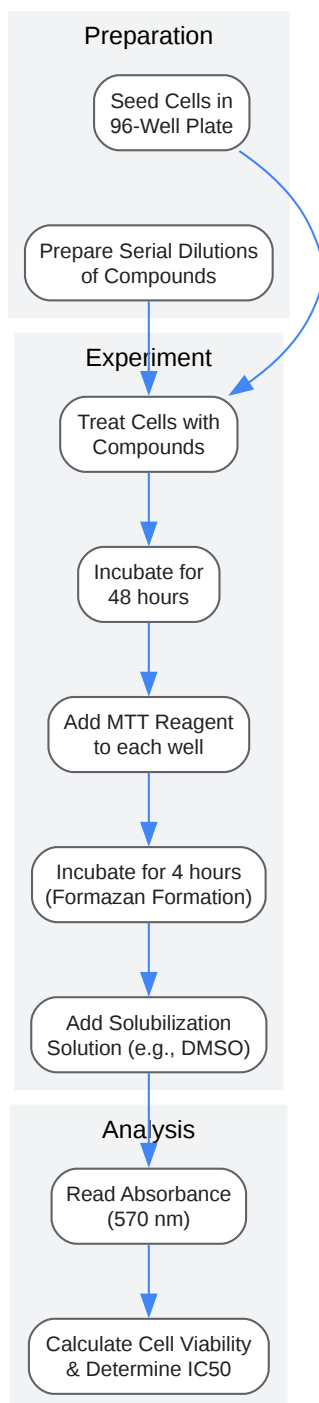 Preparation
Seed Cells in
96-Well Plate
Prepare Serial Dilutions
of Compounds
Experiment
Treat Cells with
Compounds
Incubate for
48 hours
Add MTT Reagent
to each well
Incubate for 4 hours
(Formazan Formation)
Add Solubilization
Solution (e.g., DMSO)
Analysis
Read Absorbance
(570 nm)
Calculate Cell Viability
& Determine IC50